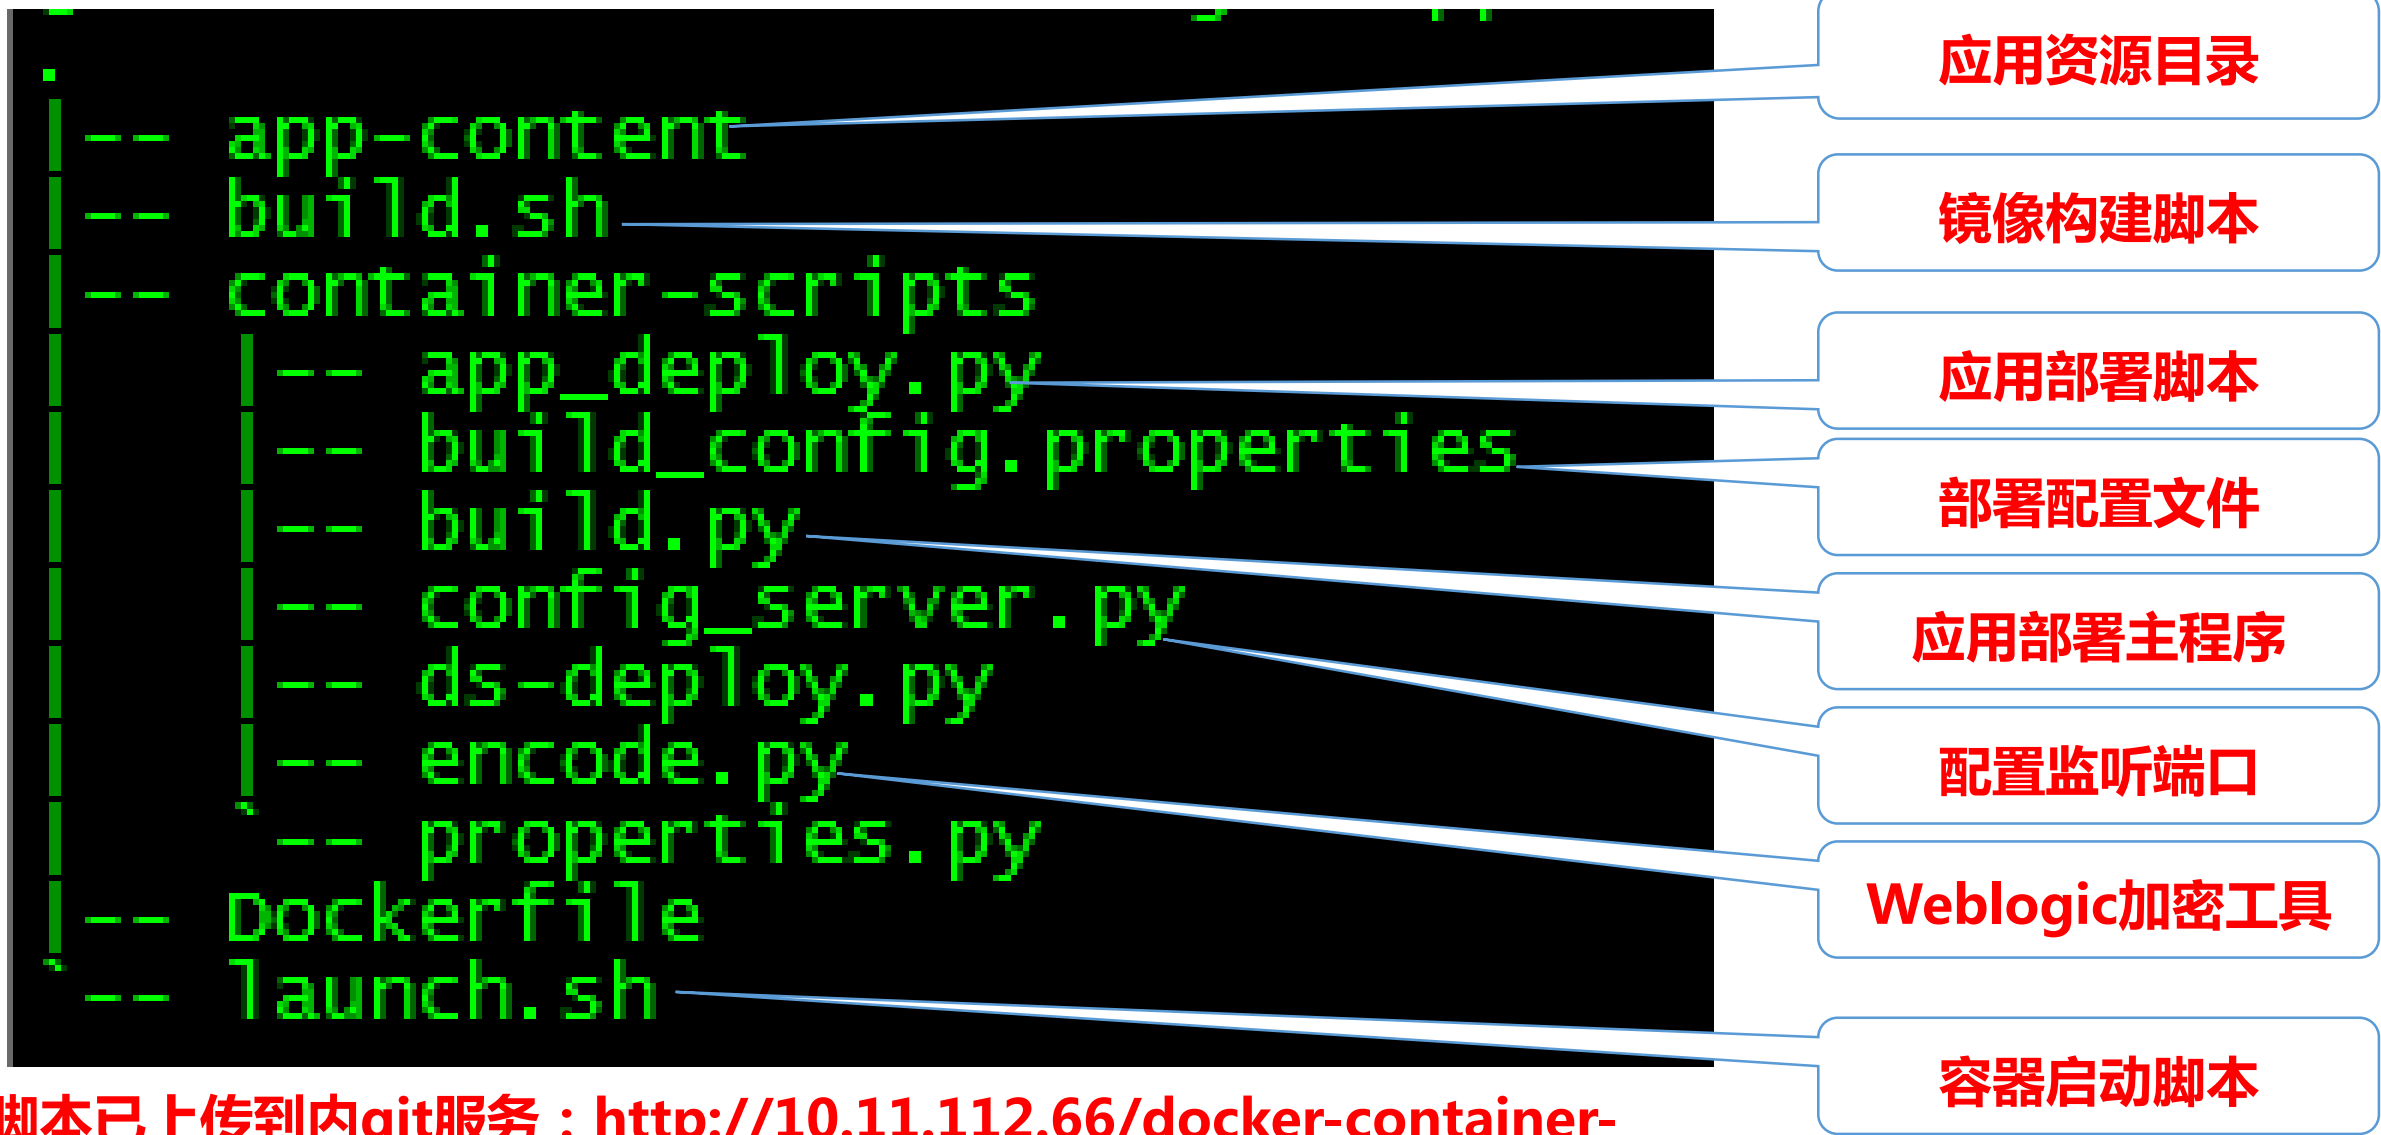 .
|-- app-content
|-- build.sh
|-- container-scripts
|   |-- app_deploy.py
|   |-- build_config.properties
|   |-- build.py
|   |-- config_server.py
|   |-- ds-deploy.py
|   |-- encode.py
|   `-- properties.py
|-- Dockerfile
`-- launch.sh
应用资源目录
镜像构建脚本
应用部署脚本
部署配置文件
应用部署主程序
配置监听端口
Weblogic加密工具
容器启动脚本
脚本已上传到内git服务：http://10.11.112.66/docker-container-